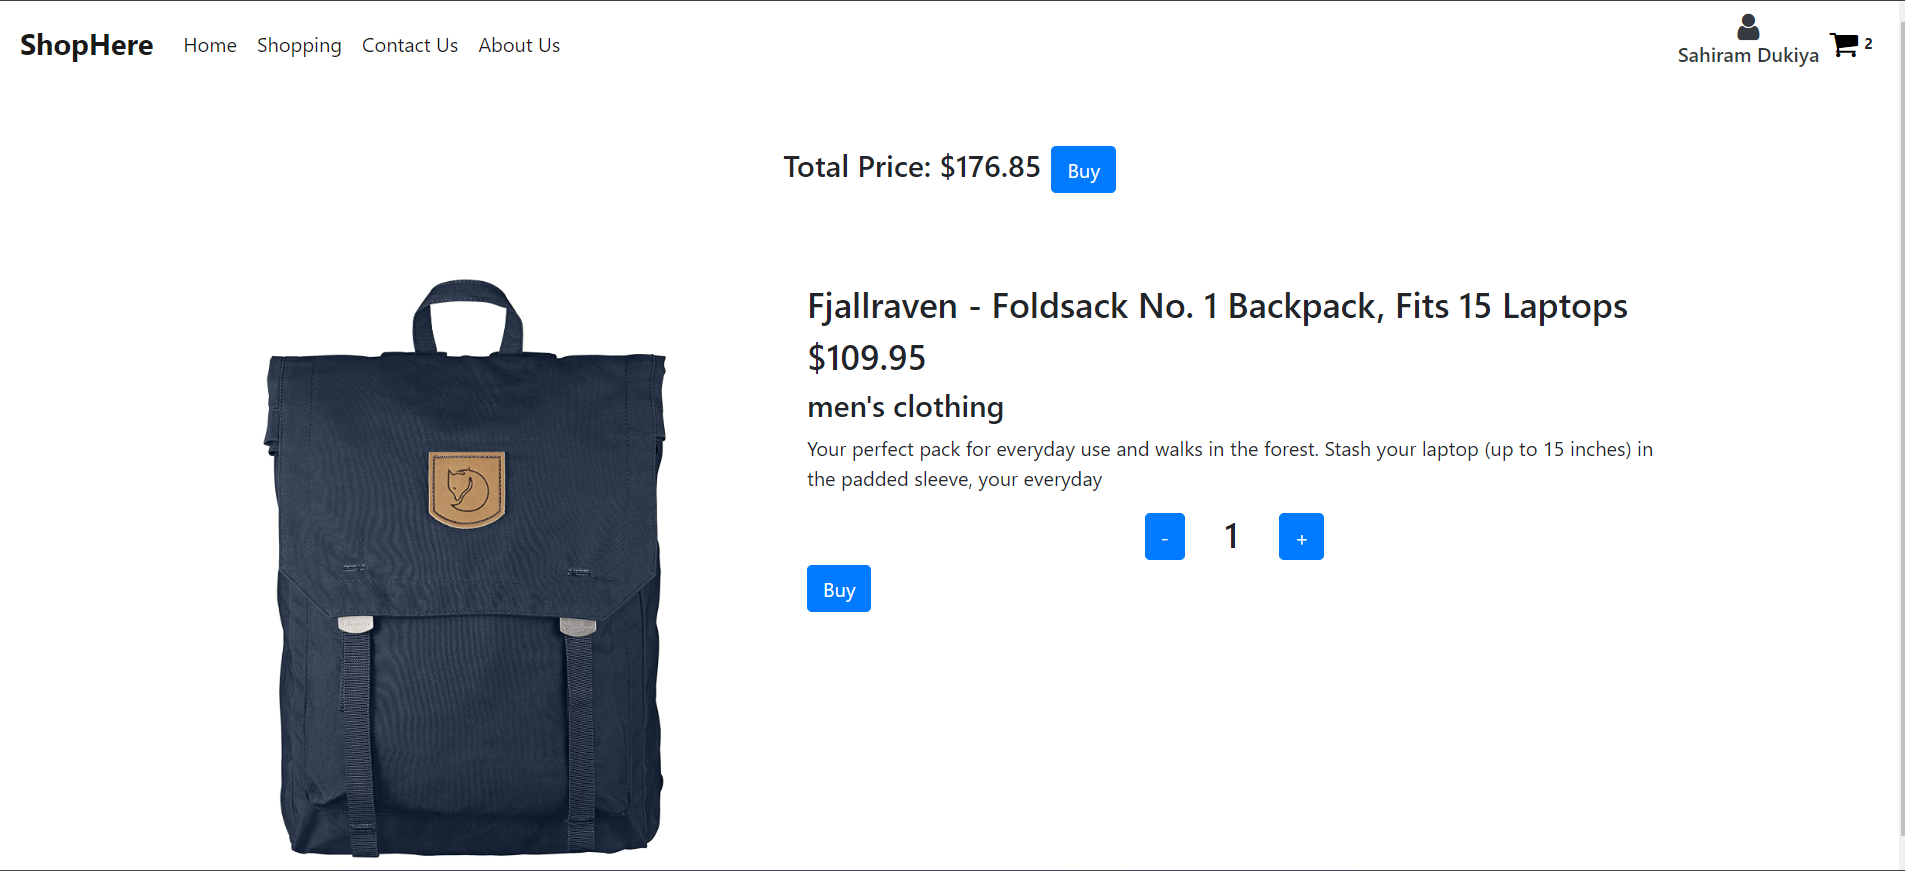 ShopHere Home Shopping Contact Us About Us
Sahiram Dukiya 2
Total Price: $176.85 Buy
Fjallraven - Foldsack No. 1 Backpack, Fits 15 Laptops
$109.95
men's clothing
Your perfect pack for everyday use and walks in the forest. Stash your laptop (up to 15 inches) in
the padded sleeve, your everyday
- 1 +
Buy